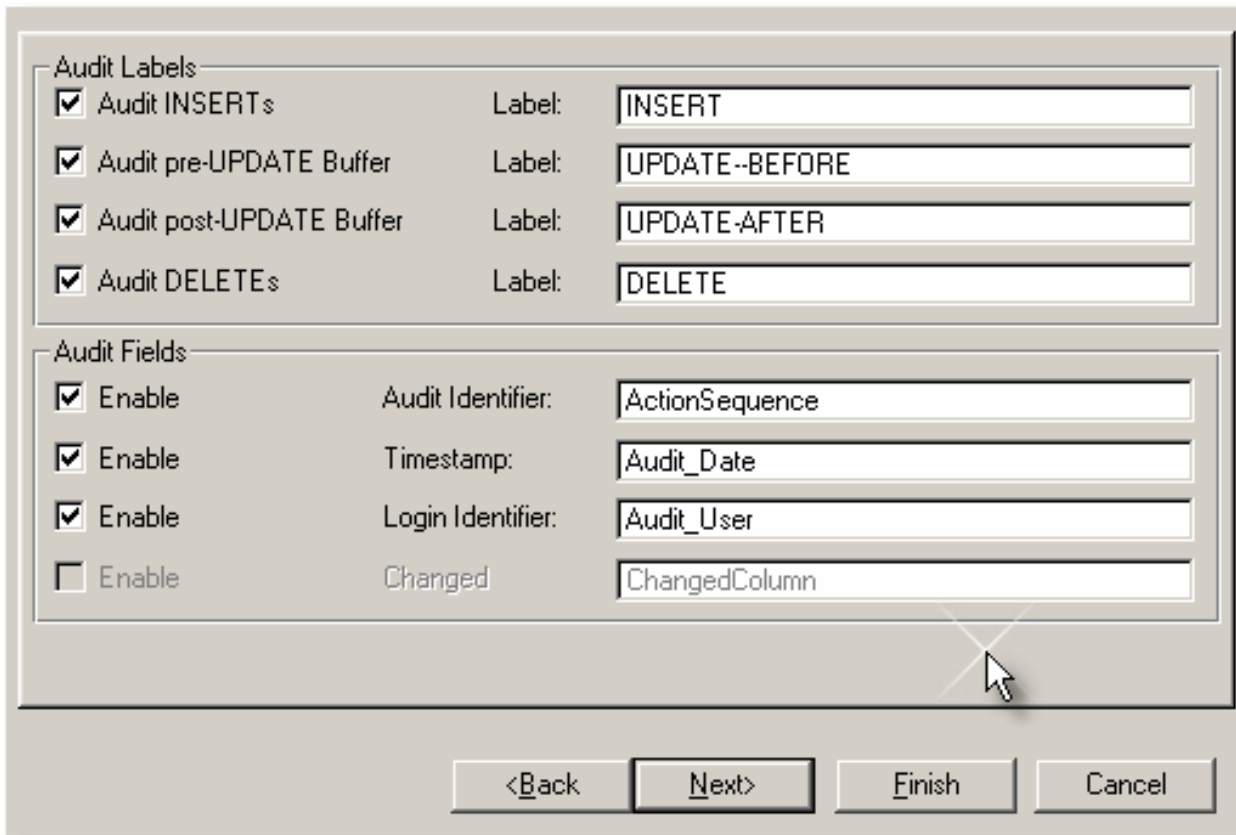 Audit Labels
Audit INSERTs Label: INSERT
Audit pre-UPDATE Buffer Label: UPDATE--BEFORE
Audit post-UPDATE Buffer Label: UPDATE-AFTER
Audit DELETEs Label: DELETE
Audit Fields
Enable Audit Identifier: ActionSequence
Enable Timestamp: Audit_Date
Enable Login Identifier: Audit_User
Enable Changed ChangedColumn
<Back Next> Finish Cancel